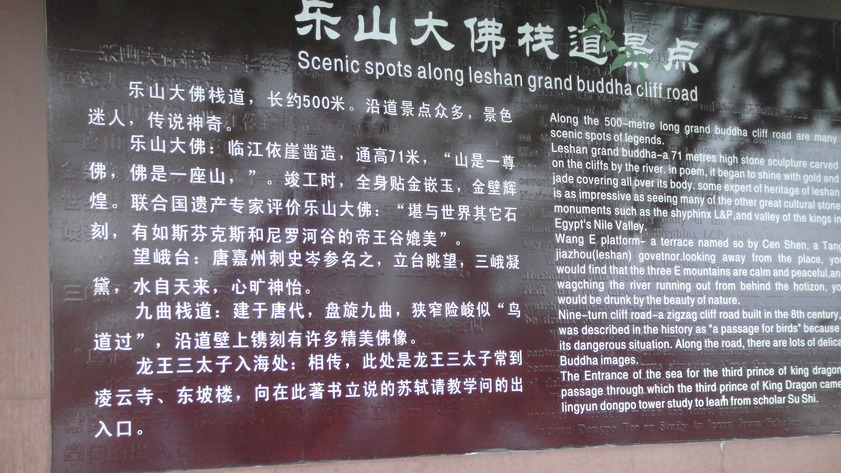 乐山大佛栈道景点
Scenic spots along leshan grand buddha cliff road
乐山大佛栈道，长约500米。沿道景点众多，景色
迷人，传说神奇。
乐山大佛：临江依崖凿造，通高71米，“山是一尊
佛，佛是一座山，”。竣工时，全身贴金嵌玉，金壁辉
煌。联合国遗产专家评价乐山大佛：“堪与世界其它石
刻，有如斯芬克斯和尼罗河谷的帝王谷媲美”。
望峨台：唐嘉州刺史岑参名之，立台眺望，三峨凝
黛，水自天来，心旷神怡。
九曲栈道：建于唐代，盘旋九曲，狭窄险峻似“鸟
道过”，沿道壁上镌刻有许多精美佛像。
龙王三太子入海处：相传，此处是龙王三太子常到
凌云寺、东坡楼，向在此著书立说的苏轼请教学问的出
入口。
Along the 500-metre long grand buddha cliff road are many
scenic spots of legends.
Leshan grand buddha-a 71 metres high stone sculpture carved
on the cliffs by the river, in poem, it began to shine with gold and
jade covering all over its body. some expert of heritage of leshan
is as impressive as seeing many of the other great cultural stone
monuments such as the shyphinx L&P,and valley of the kings in
Egypt's Nile Valley.
Wang E platform- a terrace named so by Cen Shen, a Tang
jiazhou(leshan) govetnor.looking away from the place, you
would find that the three E mountains are calm and peaceful,an
wagching the river running out from behind the hotizon, yo
would be drunk by the beauty of nature.
Nine-turn cliff road-a zigzag cliff road built in the 8th century,
was described in the history as "a passage for birds" because
its dangerous situation. Along the road, there are lots of delica
Buddha images.
The Entrance of the sea for the third prince of king dragon
passage through which the third prince of King Dragon came
lingyun dongpo tower study to learn from scholar Su Shi.